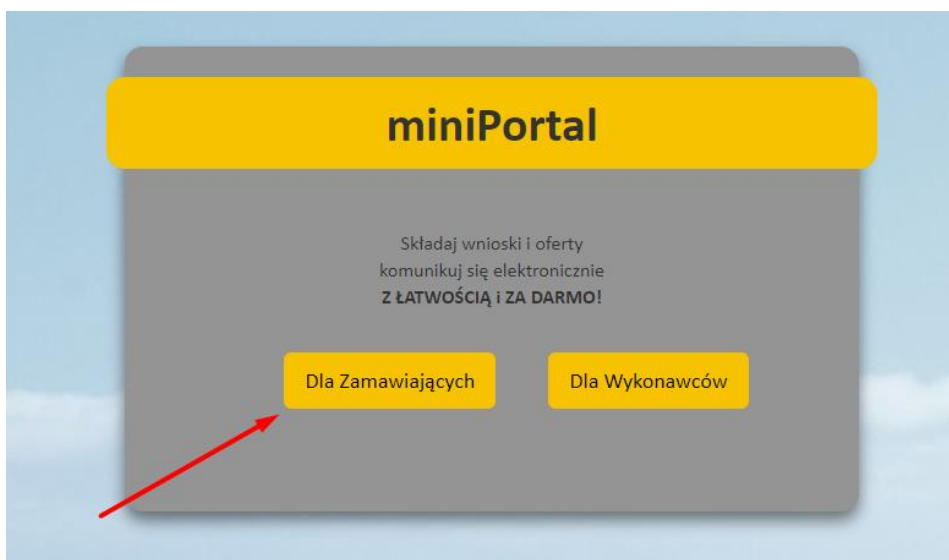 miniPortal
Składaj wnioski i oferty
komunikuj się elektronicznie
Z ŁATWOŚCIĄ i ZA DARMO!
Dla Zamawiających
Dla Wykonawców